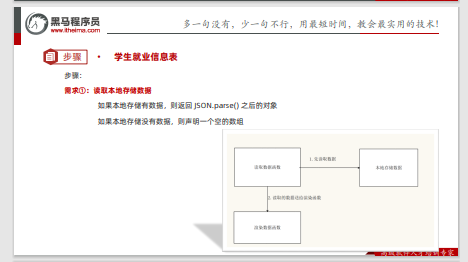 黑马程序员
www.itheima.com
多一句没有，少一句不行，用最短时间，教会最实用的技术!
步骤 • 学生就业信息表
步骤:
需求①：读取本地存储数据
如果本地存储有数据，则返回 JSON.parse() 之后的对象
如果本地存储没有数据，则声明一个空的数组
读取数据函数
1. 先读取数据
本地存储数据
2. 读取的数据送给渲染函数
渲染数据函数
高级软件人才培训专家